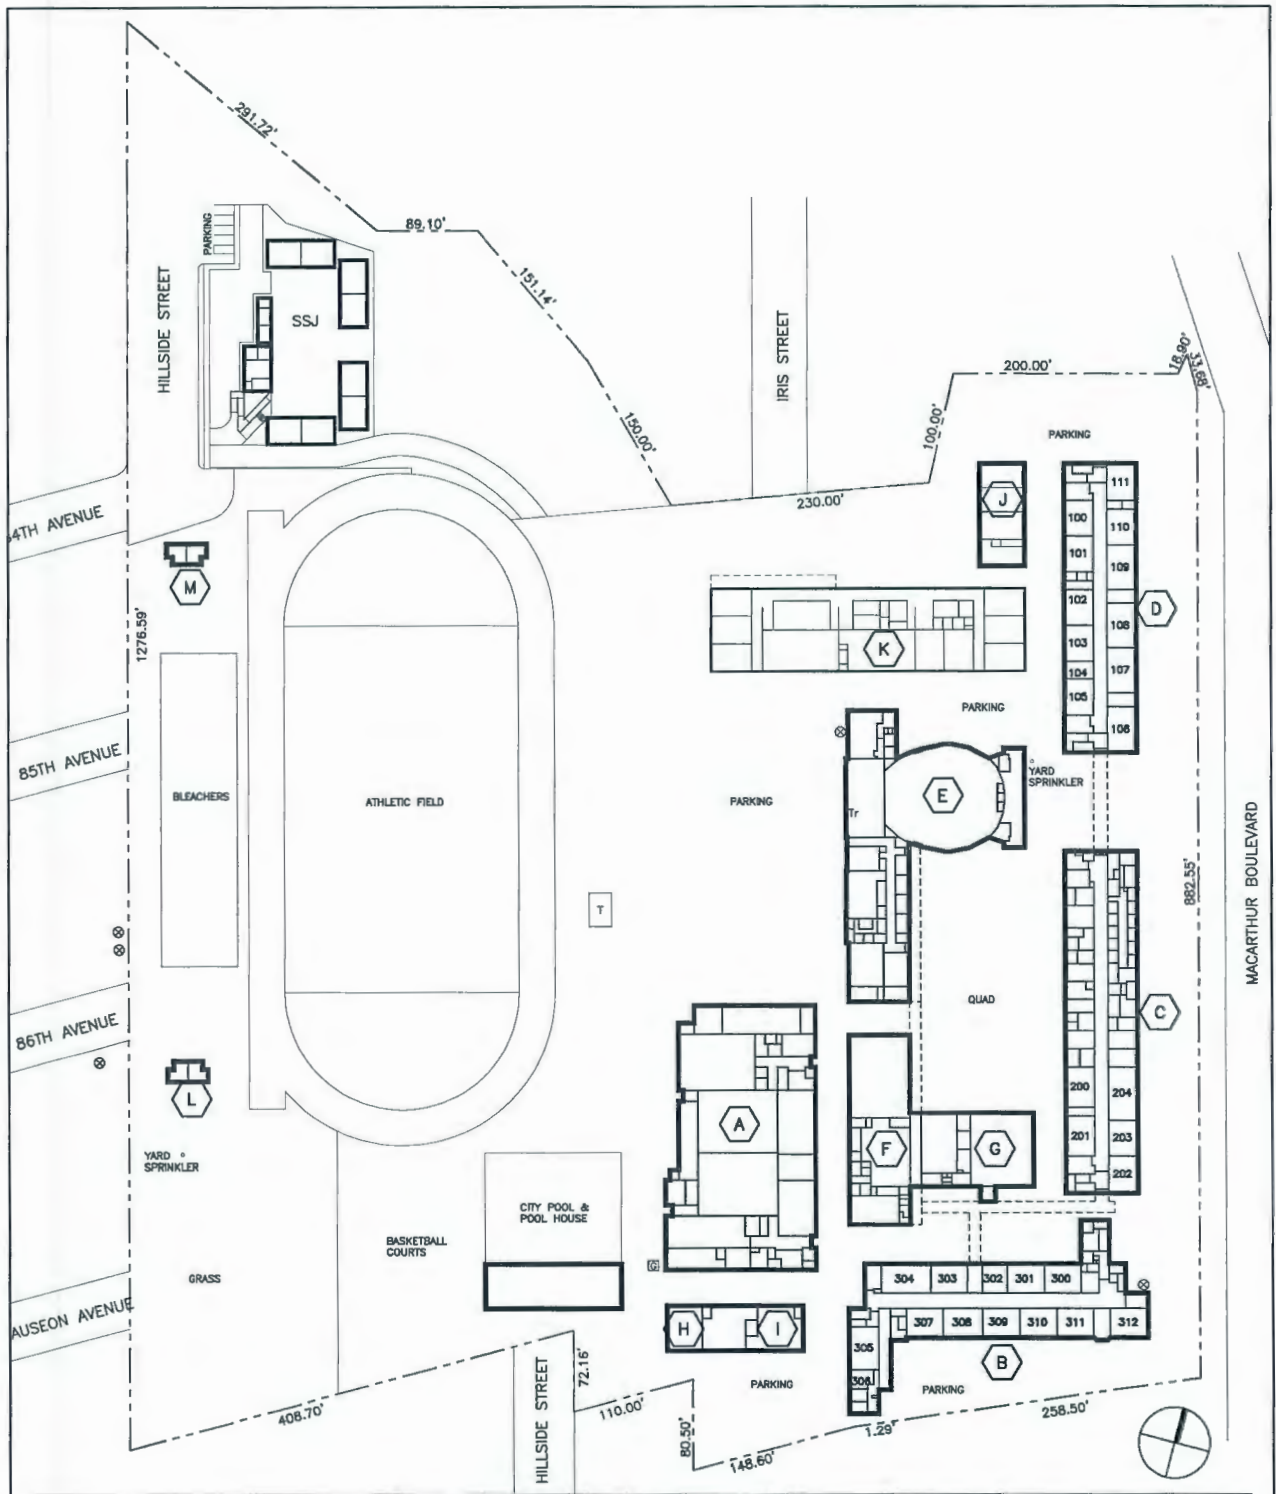 291.72'
89.10'
151.14'
150.00'
PARKING
HILLSIDE STREET
SSJ
IRIS STREET
200.00'
18.90'
33.68'
100.00'
230.00'
PARKING
J
111
100
110
101
109
102
D
108
103
104
107
105
106
4TH AVENUE
M
1276.59'
K
PARKING
85TH AVENUE
BLEACHERS
ATHLETIC FIELD
PARKING
E
YARD
SPRINKLER
Tr
T
882.55'
MACARTHUR BOULEVARD
86TH AVENUE
QUAD
C
L
A
200
204
201
203
202
F
G
YARD
SPRINKLER
CITY POOL &
POOL HOUSE
BASKETBALL
COURTS
GRASS
G
304
303
302
301
300
AUSEON AVENUE
H
I
307
308
309
310
311
312
305
306
B
PARKING
PARKING
72.16'
HILLSIDE STREET
408.70'
110.00'
80.50'
148.60'
1.29'
258.50'